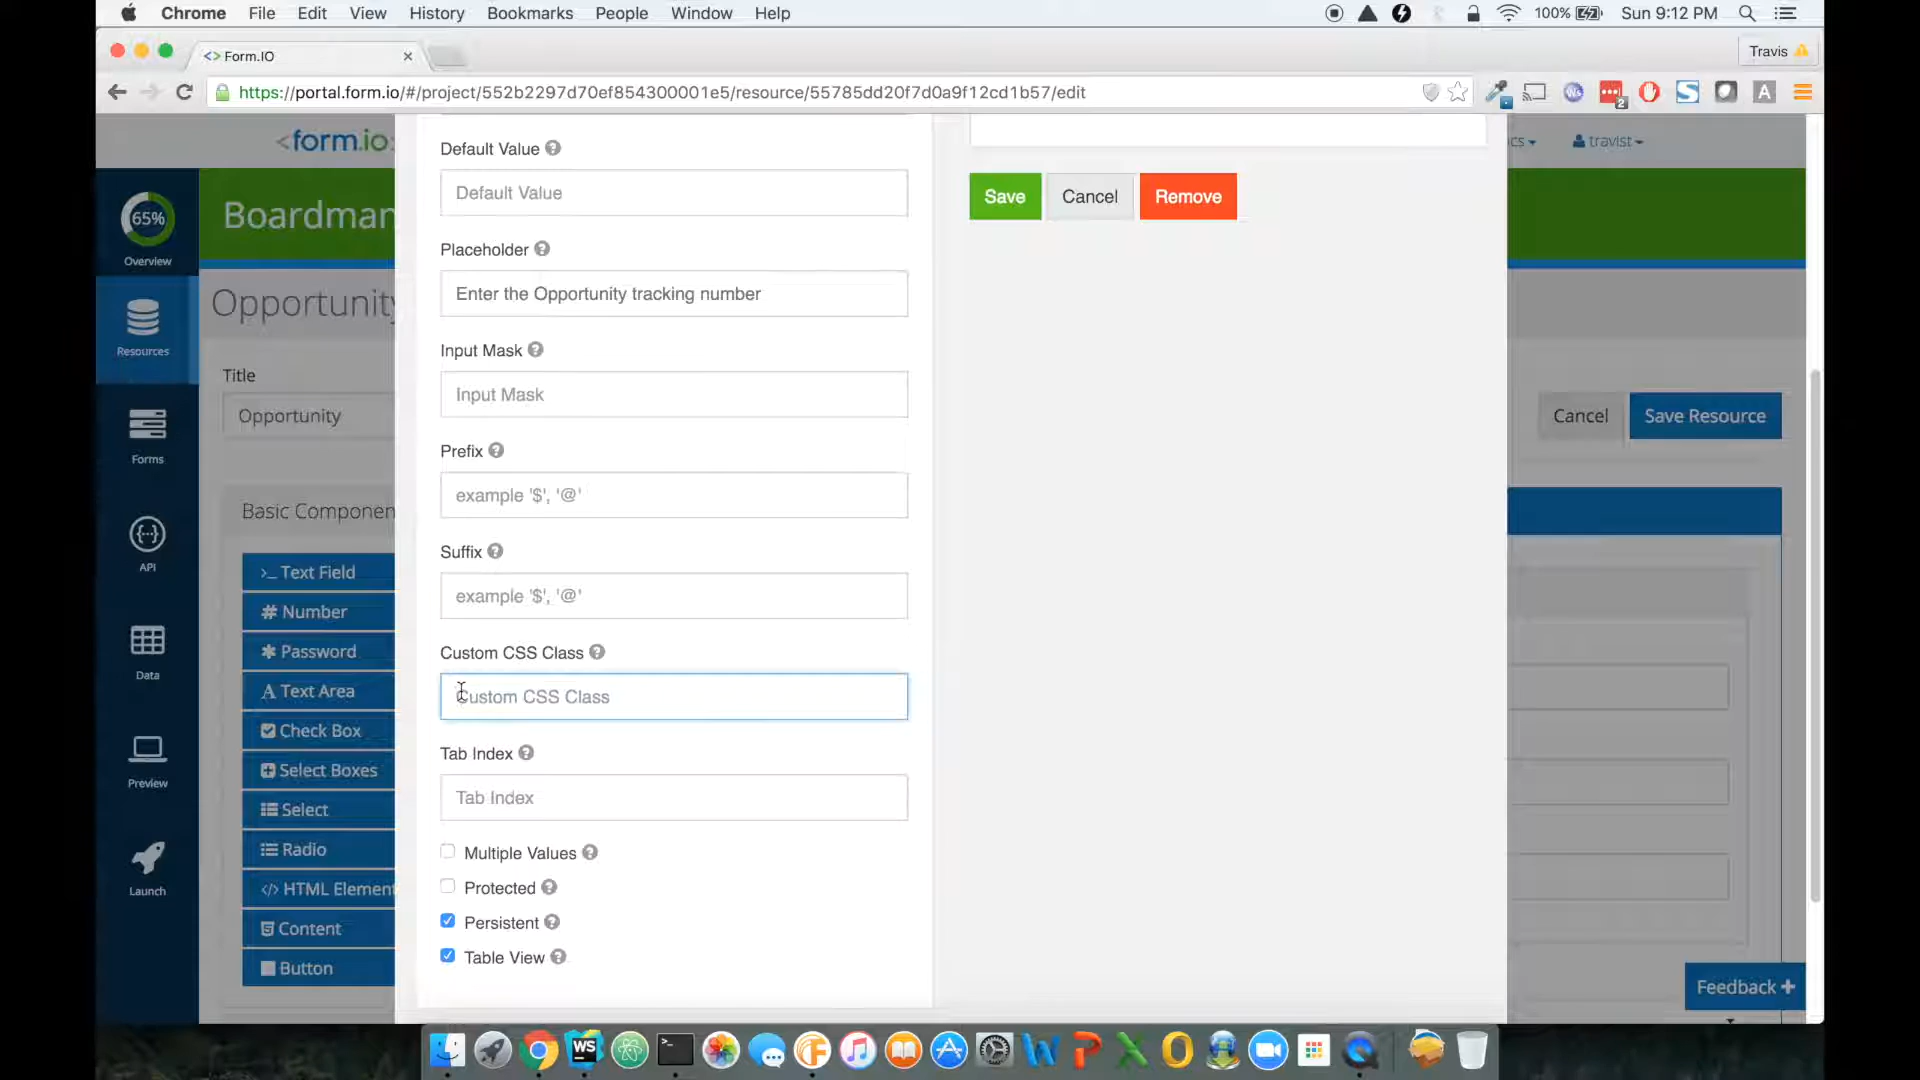 Chrome File Edit View History Bookmarks People Window Help 100% Sun 9:12 PM
<> Form.IO × Travis
https://portal.form.io/#/project/552b2297d70ef854300001e5/resource/55785dd20f7d0a9f12cd1b57/edit 2 A
<form.io> travist
65%
Overview
Resources
Forms
API
Data
Preview
Launch
Boardman
Opportunity
Title
Opportunity
Basic Componen
>_ Text Field
# Number
Password
A Text Area
Check Box
Select Boxes
Select
Radio
</> HTML Element
Content
Button
Default Value
Default Value
Placeholder
Enter the Opportunity tracking number
Input Mask
Input Mask
Prefix
example '$', '@'
Suffix
example '$', '@'
Custom CSS Class
Custom CSS Class
Tab Index
Tab Index
Multiple Values
Protected
Persistent
Table View
Save Cancel Remove
Cancel Save Resource
Feedback +
WS